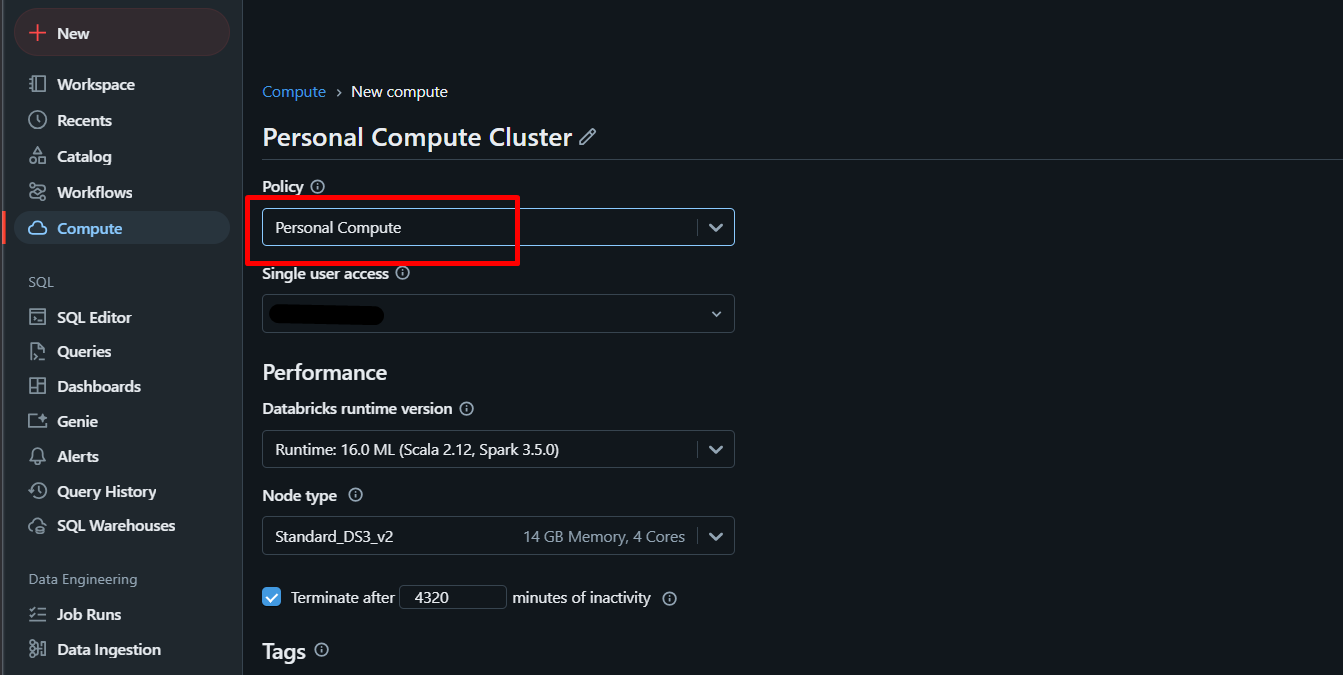 New
Workspace
Recents
Catalog
Workflows
Compute
SQL
SQL Editor
Queries
Dashboards
Genie
Alerts
Query History
SQL Warehouses
Data Engineering
Job Runs
Data Ingestion
Compute › New compute
Personal Compute Cluster
Policy
Personal Compute
Single user access
Performance
Databricks runtime version
Runtime: 16.0 ML (Scala 2.12, Spark 3.5.0)
Node type
Standard_DS3_v2 14 GB Memory, 4 Cores
Terminate after 4320 minutes of inactivity
Tags